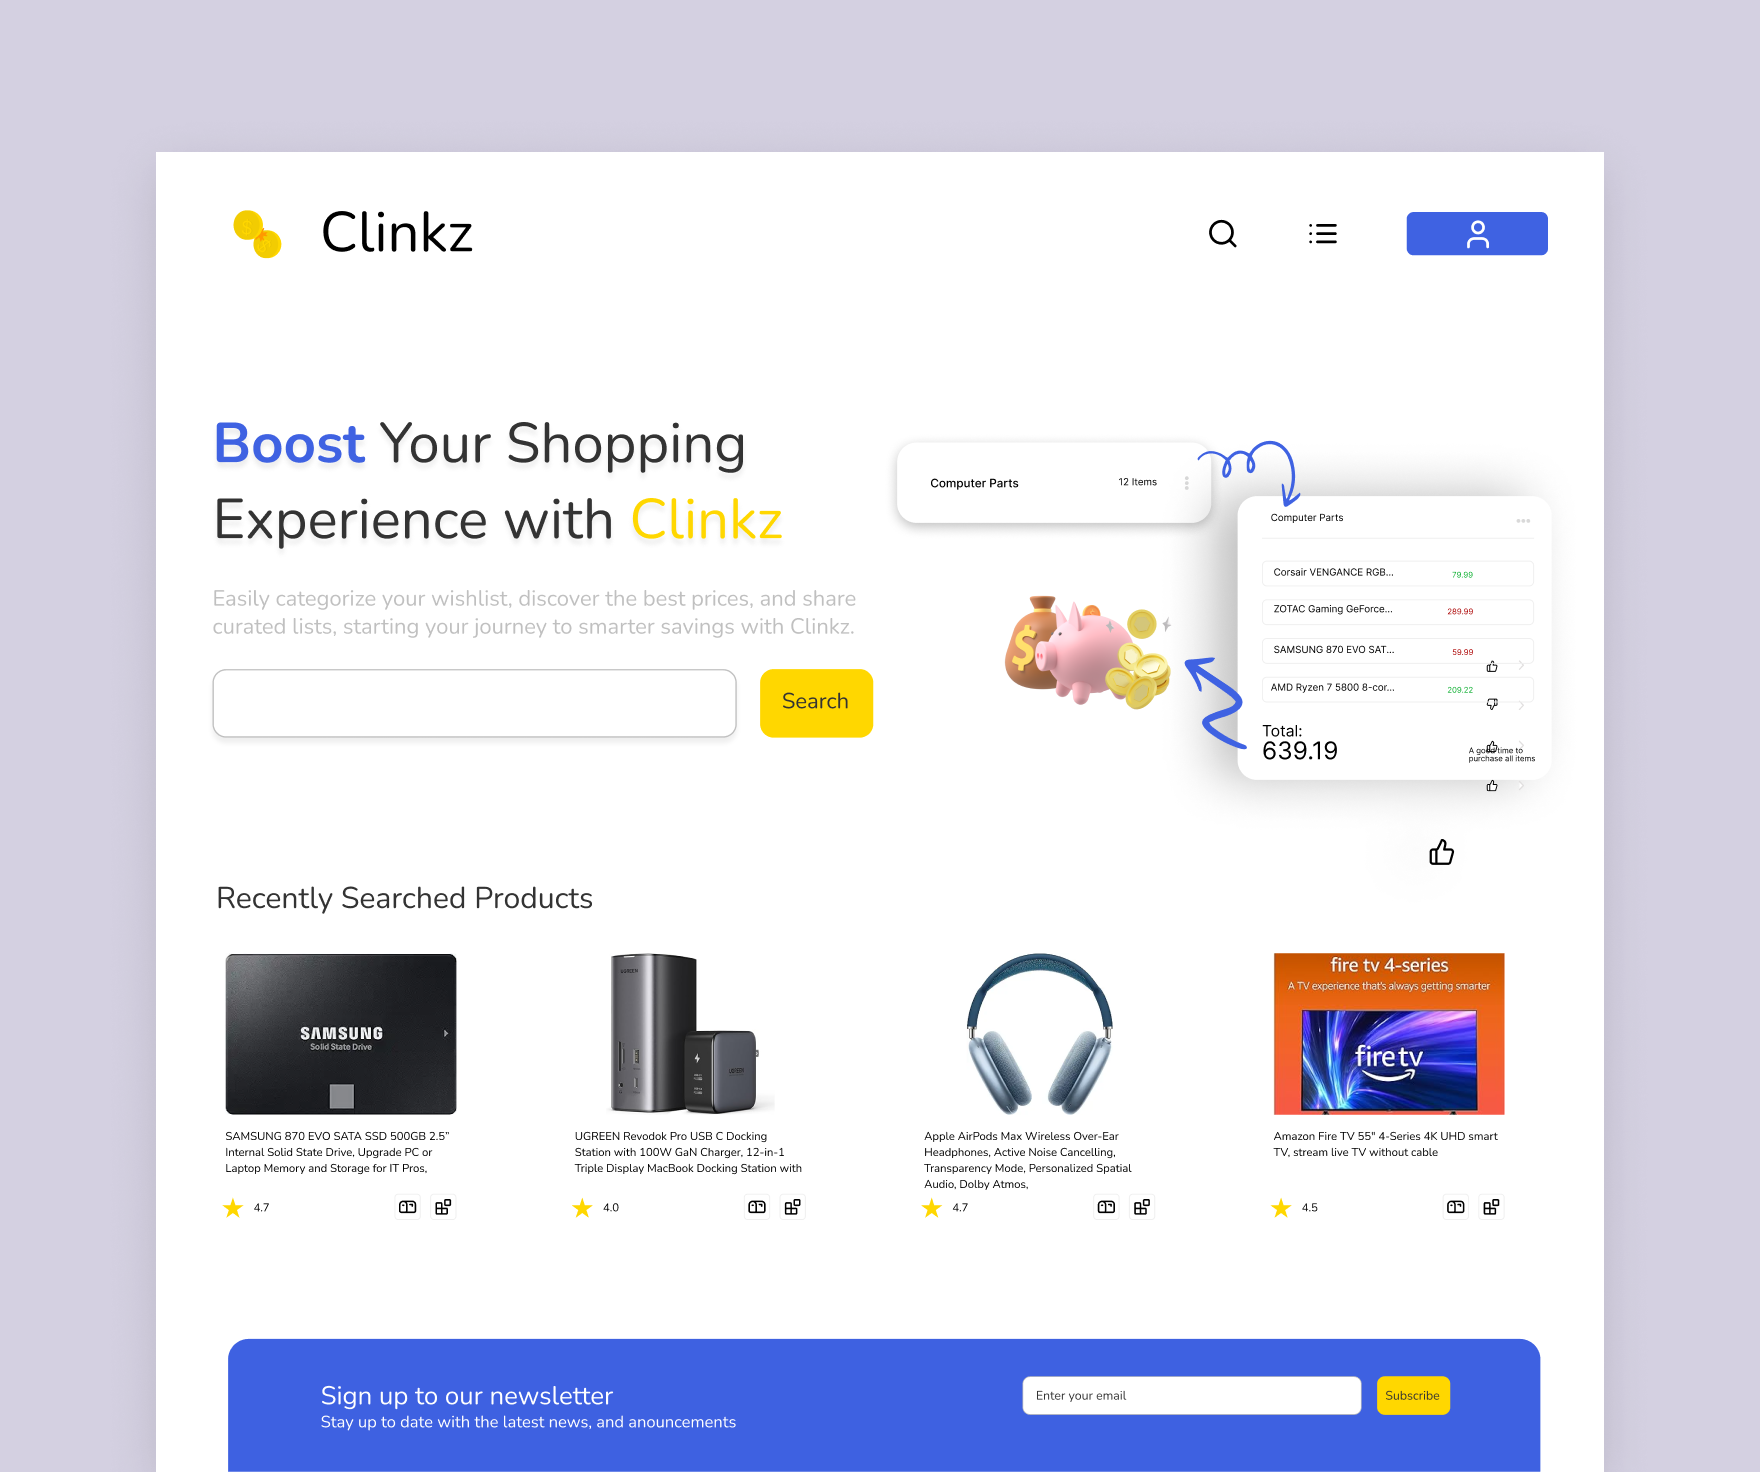 Clinkz
Boost Your Shopping
Experience with Clinkz
Easily categorize your wishlist, discover the best prices, and share
curated lists, starting your journey to smarter savings with Clinkz.
Search
Computer Parts
12 Items
Computer Parts
Corsair VENGANCE RGB...
79.99
ZOTAC Gaming GeForce...
289.99
SAMSUNG 870 EVO SAT...
59.99
AMD Ryzen 7 5800 8-cor...
209.22
Total:
639.19
A good time to
purchase all items
Recently Searched Products
SAMSUNG
Solid State Drive
UGREEN
UGREEN
fire tv 4-series
A TV experience that's always getting smarter
fire tv
SAMSUNG 870 EVO SATA SSD 500GB 2.5”
Internal Solid State Drive, Upgrade PC or
Laptop Memory and Storage for IT Pros,
4.7
UGREEN Revodok Pro USB C Docking
Station with 100W GaN Charger, 12-in-1
Triple Display MacBook Docking Station with
4.0
Apple AirPods Max Wireless Over-Ear
Headphones, Active Noise Cancelling,
Transparency Mode, Personalized Spatial
Audio, Dolby Atmos,
4.7
Amazon Fire TV 55" 4-Series 4K UHD smart
TV, stream live TV without cable
4.5
Sign up to our newsletter
Stay up to date with the latest news, and anouncements
Enter your email
Subscribe